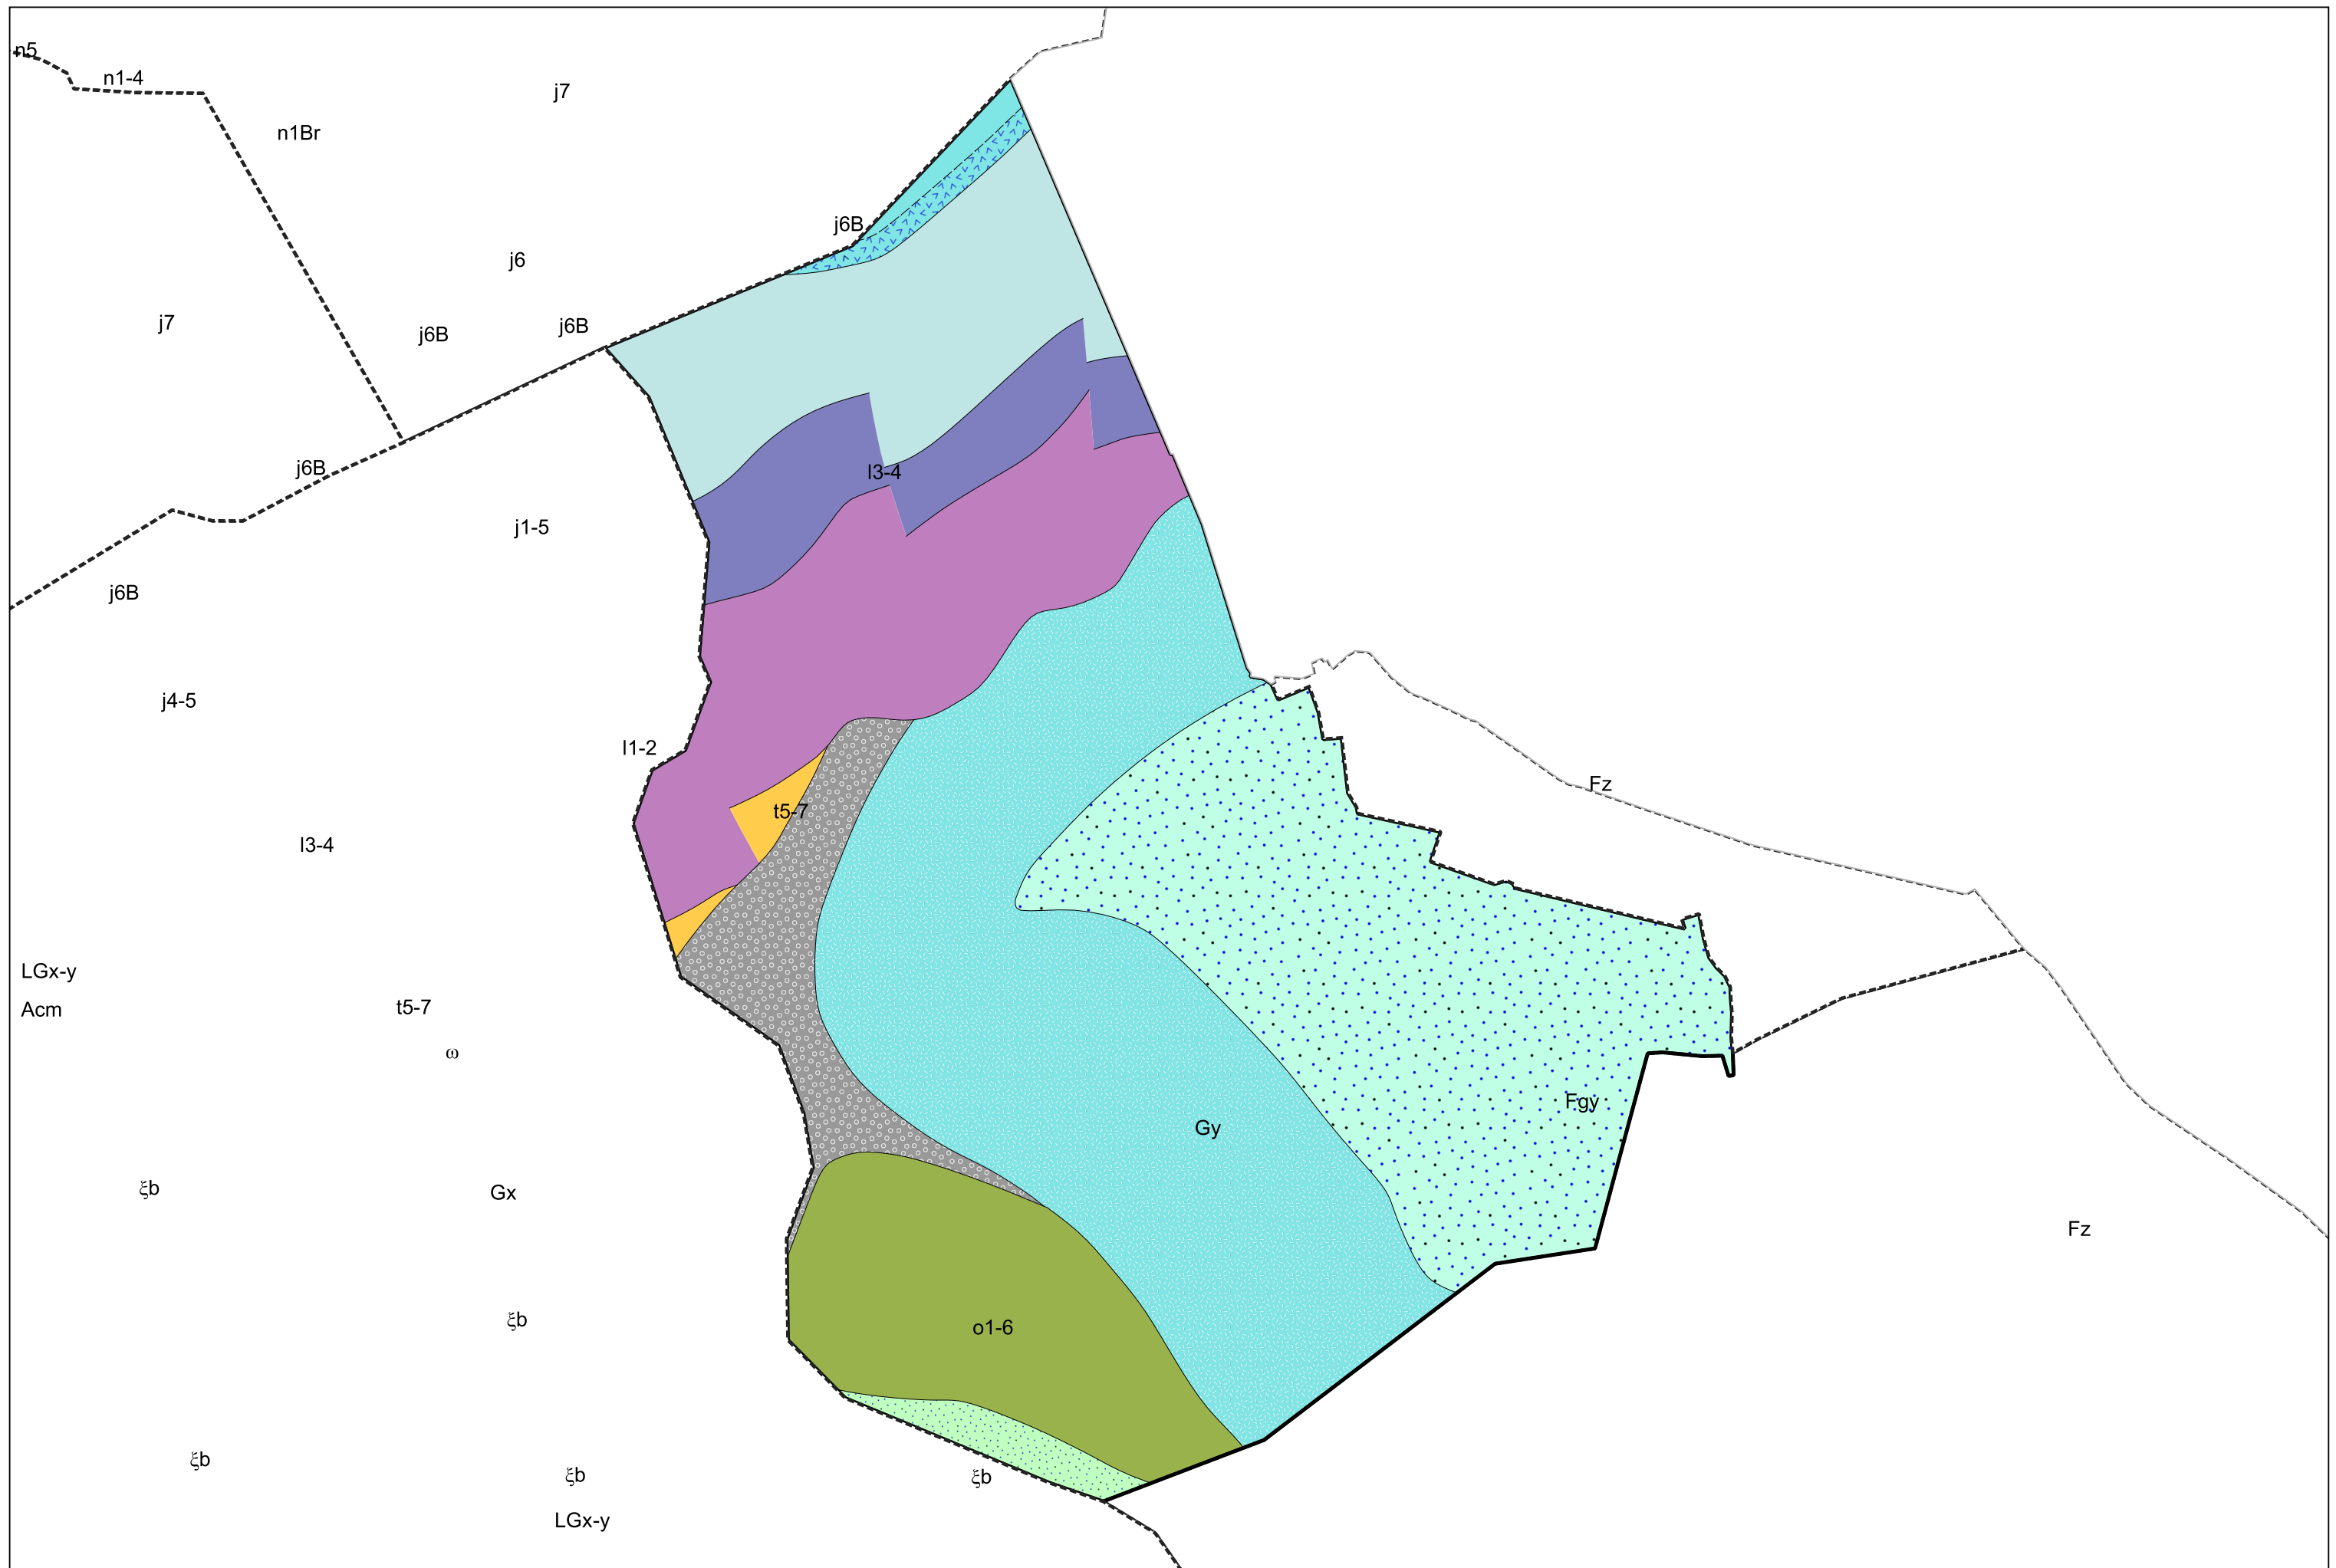 n5
n1-4
j7
n1Br
j6B
j6
j7
j6B
j6B
j6B
l3-4
j1-5
j6B
j4-5
l1-2
Fz
t5-7
l3-4
LGx-y
t5-7
Acm
ω
Fgy
Gy
ξb
Gx
Fz
ξb
o1-6
ξb
ξb
ξb
LGx-y